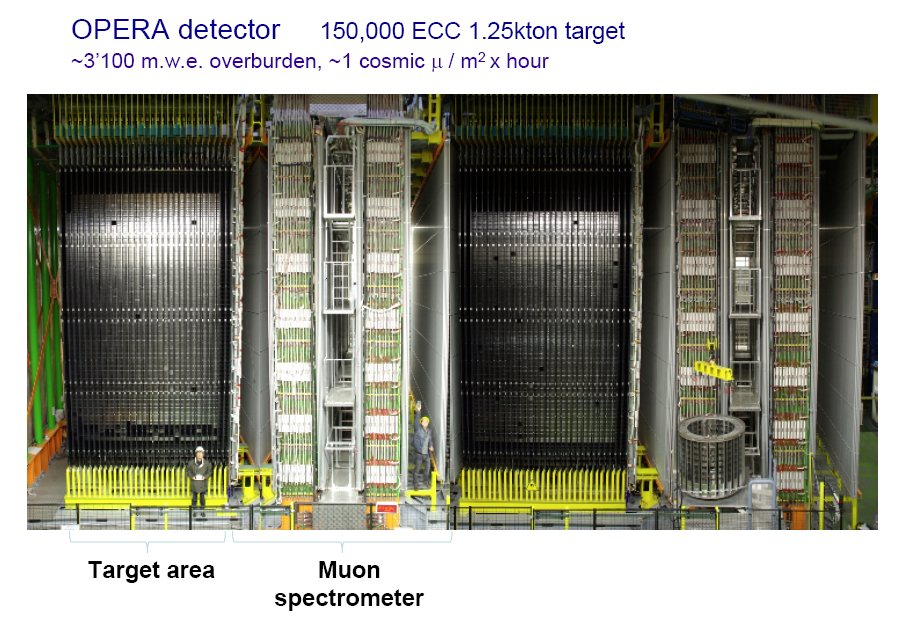 OPERA detector 150,000 ECC 1.25kton target
~3’100 m.w.e. overburden, ~1 cosmic μ / m² x hour
Target area
Muon
spectrometer